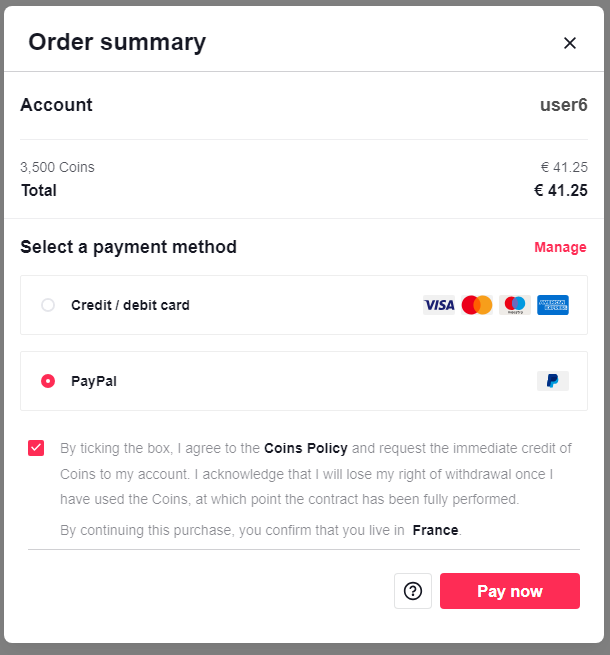 Order summary
Account user6
3,500 Coins € 41.25
Total € 41.25
Select a payment method Manage
Credit / debit card VISA maestro AMERICAN EXPRESS
PayPal
By ticking the box, I agree to the Coins Policy and request the immediate credit of
Coins to my account. I acknowledge that I will lose my right of withdrawal once I
have used the Coins, at which point the contract has been fully performed.
By continuing this purchase, you confirm that you live in France.
Pay now